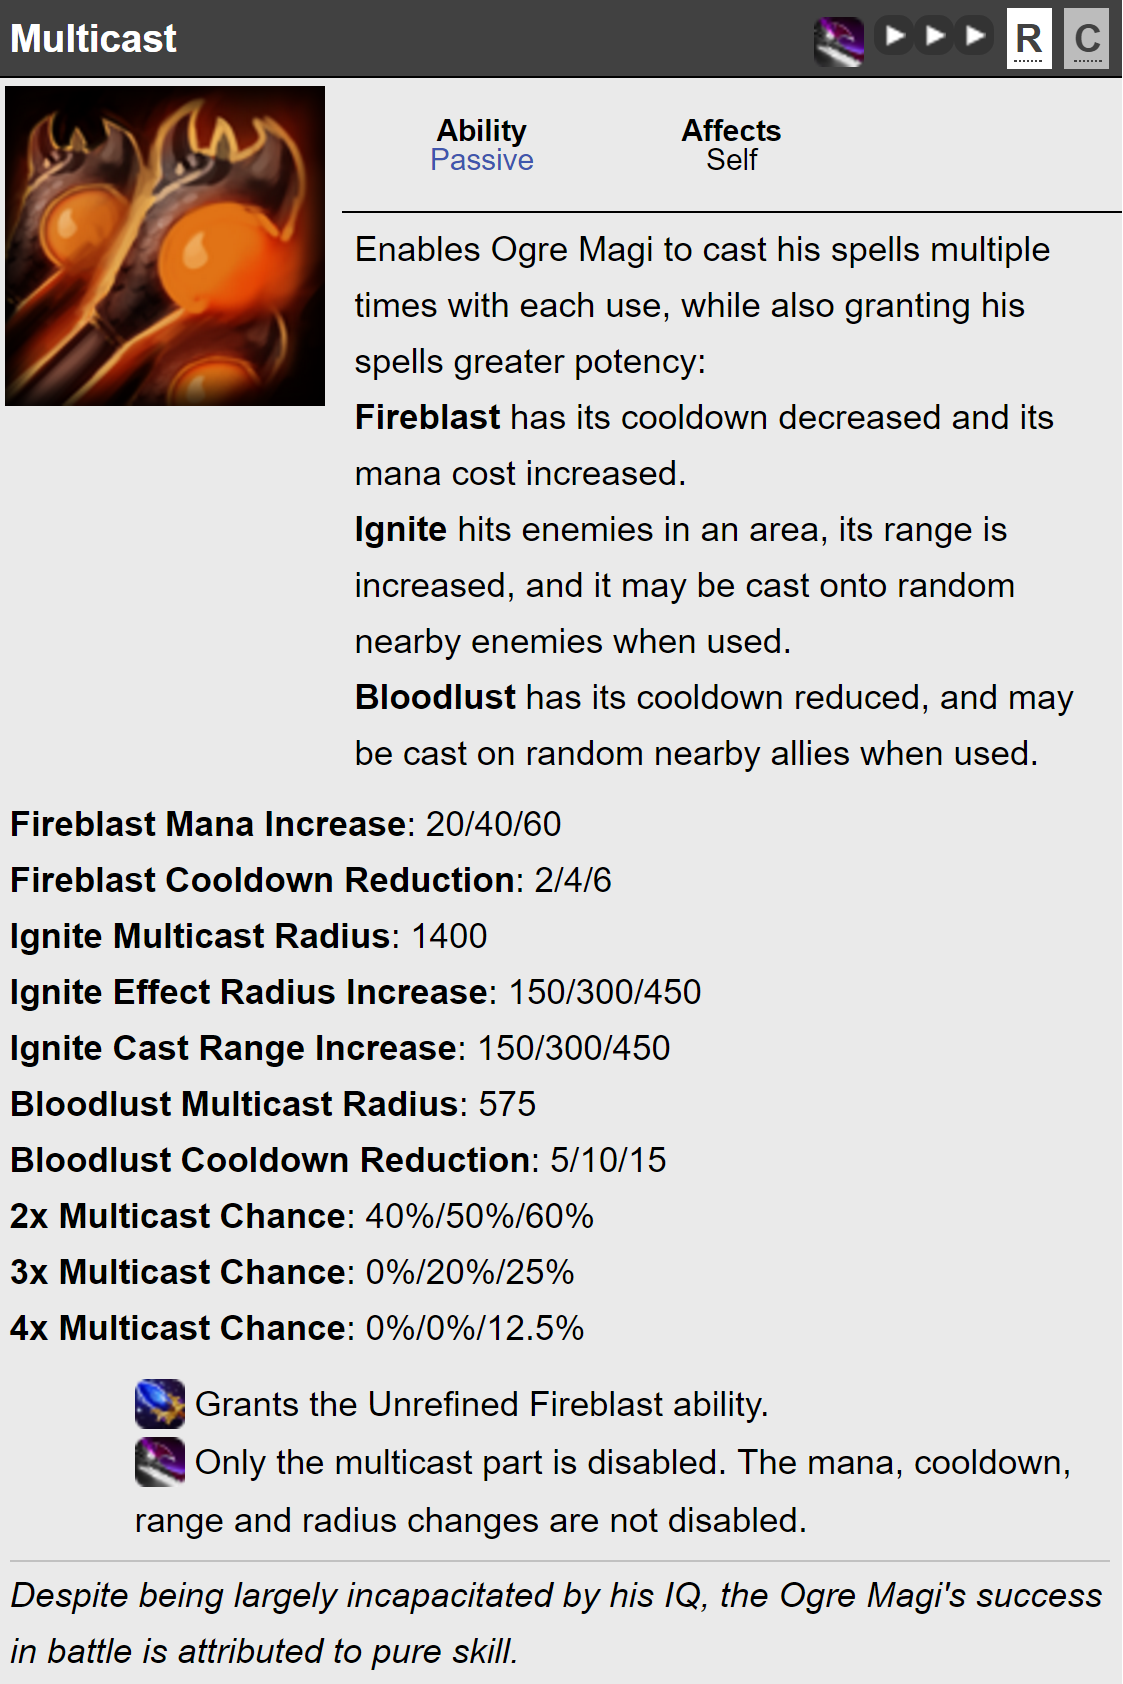 Multicast
R C
Ability
Passive
Affects
Self
Enables Ogre Magi to cast his spells multiple
times with each use, while also granting his
spells greater potency:
Fireblast has its cooldown decreased and its
mana cost increased.
Ignite hits enemies in an area, its range is
increased, and it may be cast onto random
nearby enemies when used.
Bloodlust has its cooldown reduced, and may
be cast on random nearby allies when used.
Fireblast Mana Increase: 20/40/60
Fireblast Cooldown Reduction: 2/4/6
Ignite Multicast Radius: 1400
Ignite Effect Radius Increase: 150/300/450
Ignite Cast Range Increase: 150/300/450
Bloodlust Multicast Radius: 575
Bloodlust Cooldown Reduction: 5/10/15
2x Multicast Chance: 40%/50%/60%
3x Multicast Chance: 0%/20%/25%
4x Multicast Chance: 0%/0%/12.5%
Grants the Unrefined Fireblast ability.
Only the multicast part is disabled. The mana, cooldown,
range and radius changes are not disabled.
Despite being largely incapacitated by his IQ, the Ogre Magi's success
in battle is attributed to pure skill.